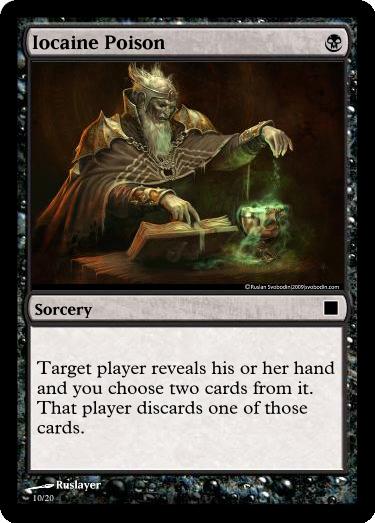 Iocaine Poison
©Ruslan Svobodin|2009|svobodin.com
Sorcery
Target player reveals his or her hand
and you choose two cards from it.
That player discards one of those
cards.
Ruslayer
10/20